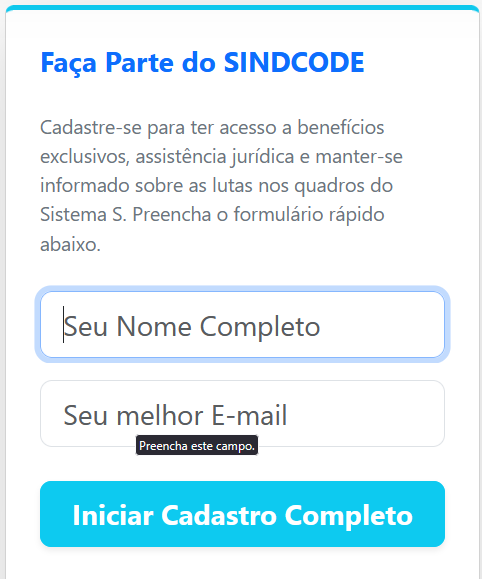 Faça Parte do SINDCODE
Cadastre-se para ter acesso a benefícios
exclusivos, assistência jurídica e manter-se
informado sobre as lutas nos quadros do
Sistema S. Preencha o formulário rápido
abaixo.
Seu Nome Completo
Seu melhor E-mail
Preencha este campo.
Iniciar Cadastro Completo